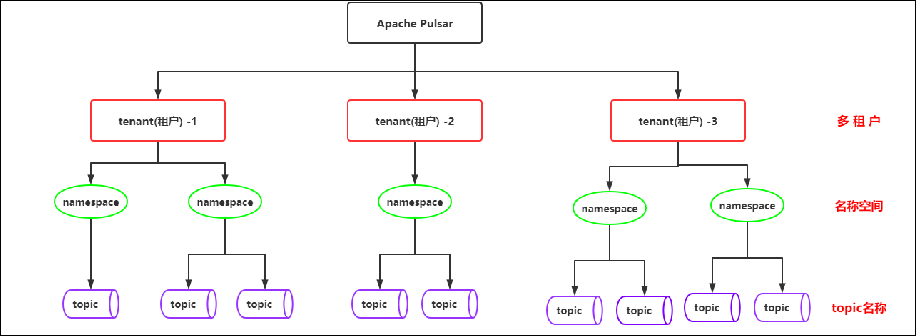 Apache Pulsar
tenant(租户) -1
tenant(租户) -2
tenant(租户) -3
多 租 户
namespace
namespace
namespace
namespace
namespace
名称空间
topic
topic
topic
topic
topic
topic
topic
topic
topic
topic名称